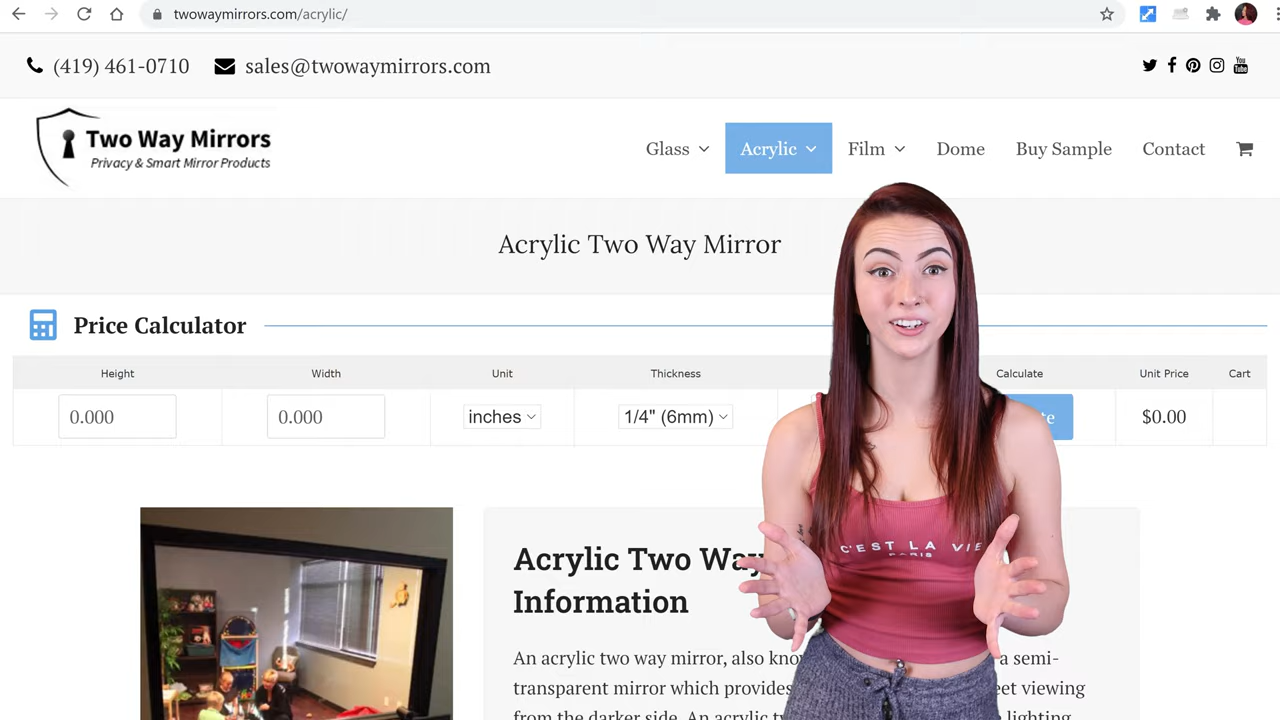 twowaymirrors.com/acrylic/
(419) 461-0710 sales@twowaymirrors.com
You
Tube
Two Way Mirrors
Privacy & Smart Mirror Products
Glass Acrylic Film Dome Buy Sample Contact
Acrylic Two Way Mirror
Price Calculator
Height Width Unit Thickness Calculate Unit Price Cart
0.000 0.000 inches 1/4" (6mm) $0.00
Acrylic Two Way
Information
C'EST LA VIE
PARIS
An acrylic two way mirror, also a semi-
transparent mirror which provides viewing
from the darker side. An acrylic lighting